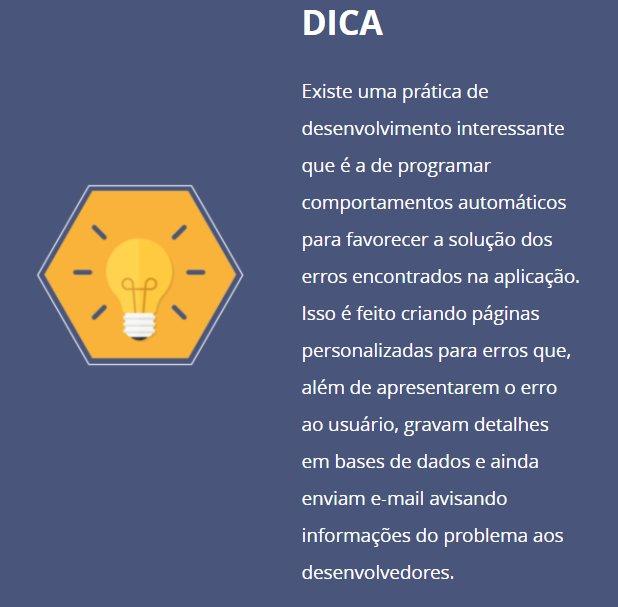 DICA
Existe uma prática de
desenvolvimento interessante
que é a de programar
comportamentos automáticos
para favorecer a solução dos
erros encontrados na aplicação.
Isso é feito criando páginas
personalizadas para erros que,
além de apresentarem o erro
ao usuário, gravam detalhes
em bases de dados e ainda
enviam e-mail avisando
informações do problema aos
desenvolvedores.